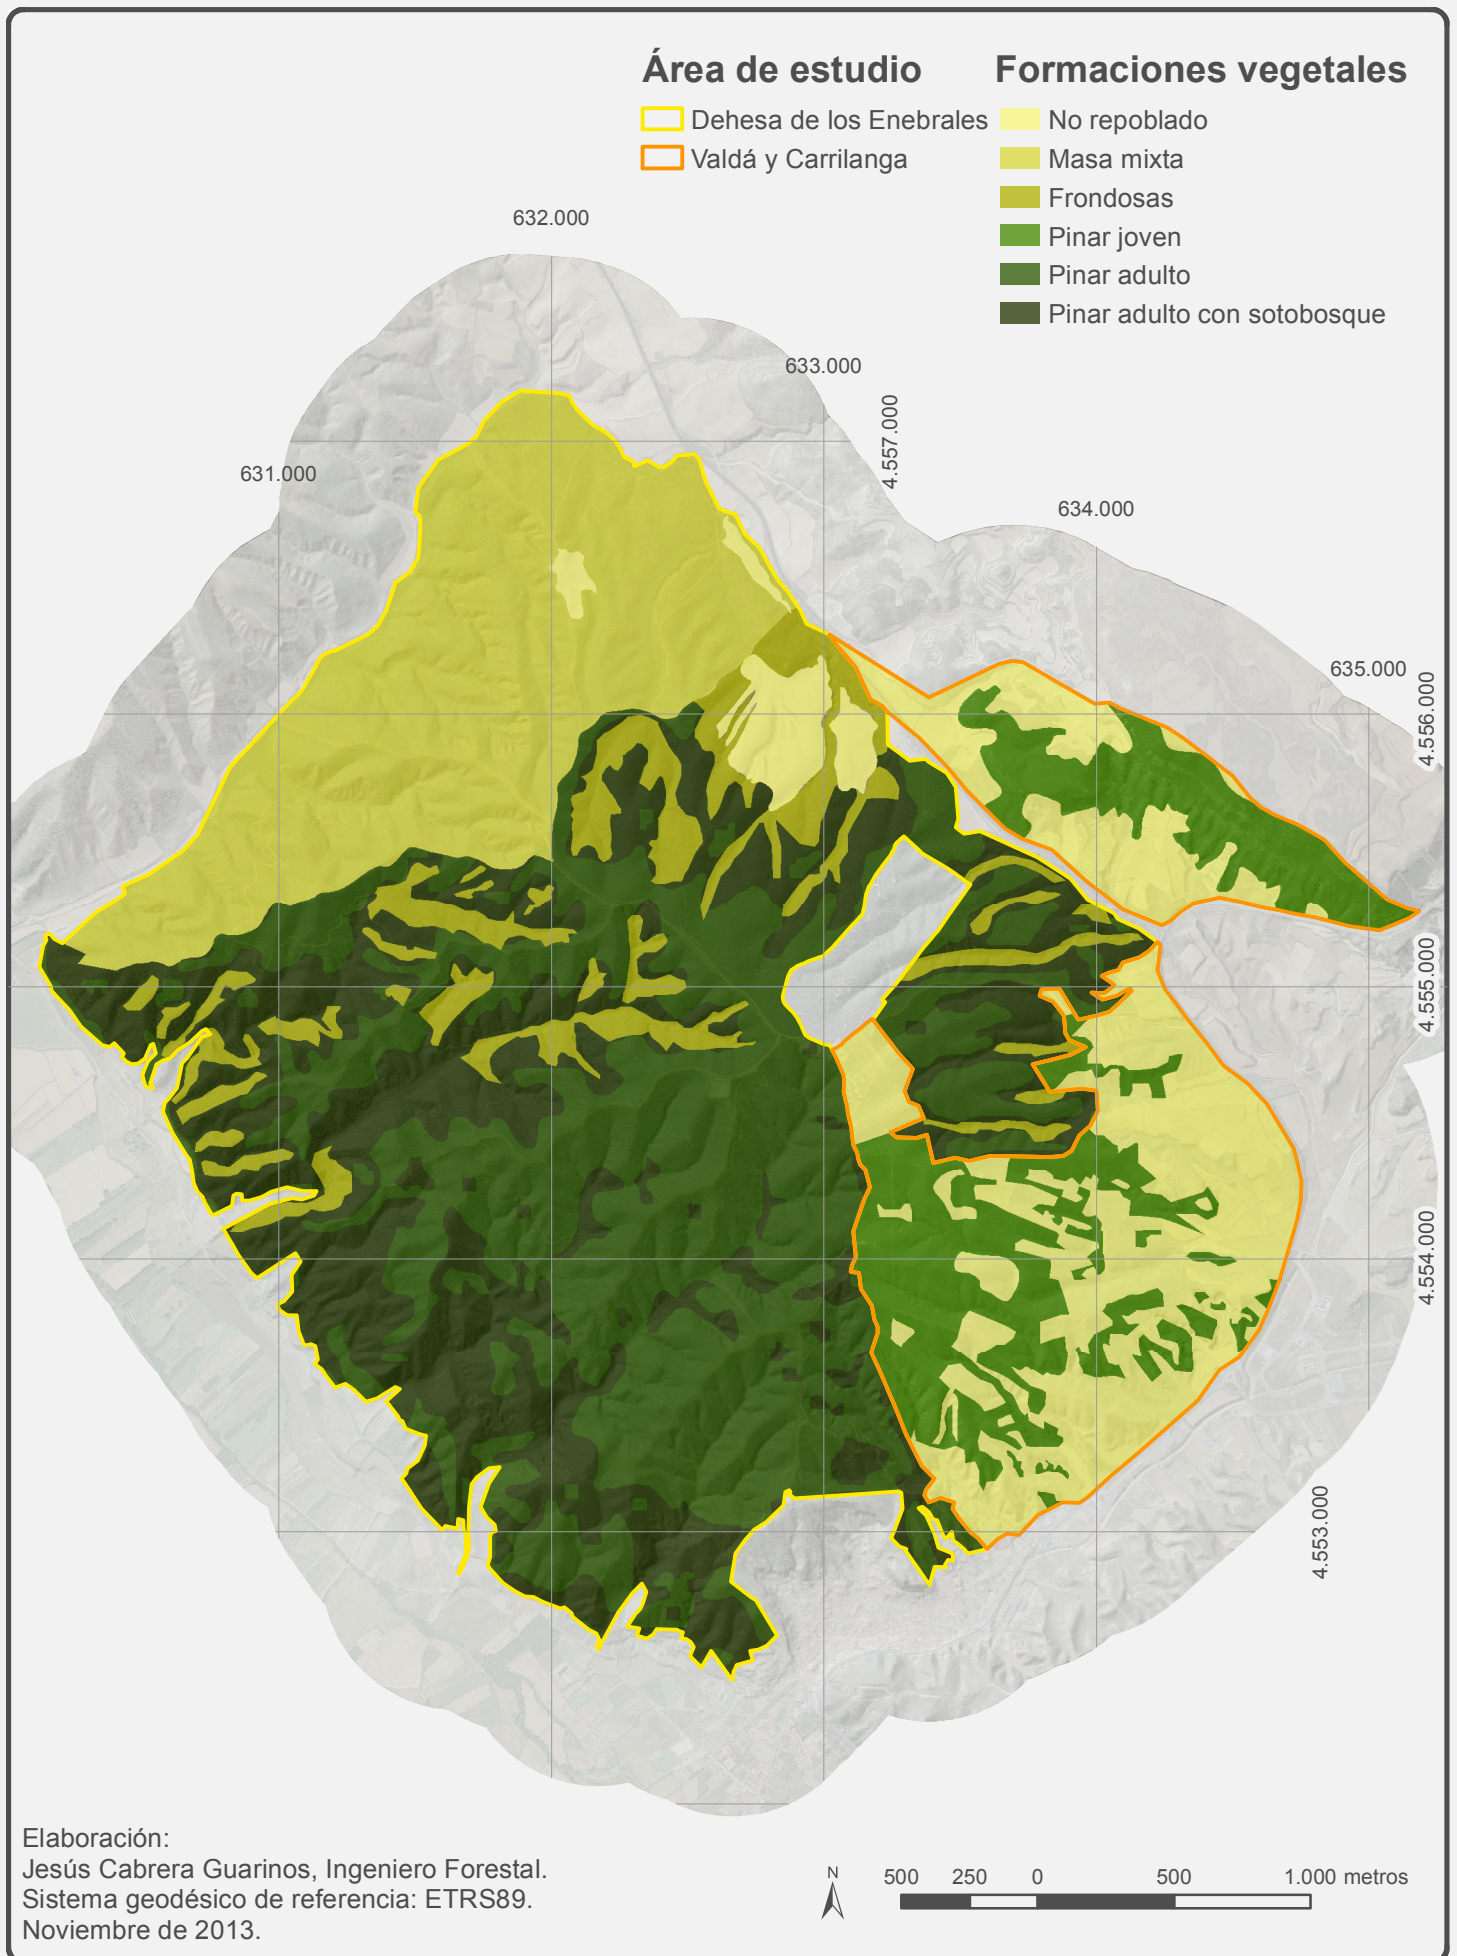 Área de estudio
Dehesa de los Enebrales
Valdá y Carrilanga
Formaciones vegetales
No repoblado
Masa mixta
Frondosas
Pinar joven
Pinar adulto
Pinar adulto con sotobosque
632.000
633.000
4.557.000
631.000
634.000
635.000
4.556.000
4.555.000
4.554.000
4.553.000
Elaboración:
Jesús Cabrera Guarinos, Ingeniero Forestal.
Sistema geodésico de referencia: ETRS89.
Noviembre de 2013.
N
500 250 0 500 1.000 metros